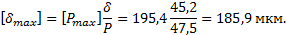 [δmax] = [Pmax] δ/P = 195,4 45,2/47,5 = 185,9 мкм.